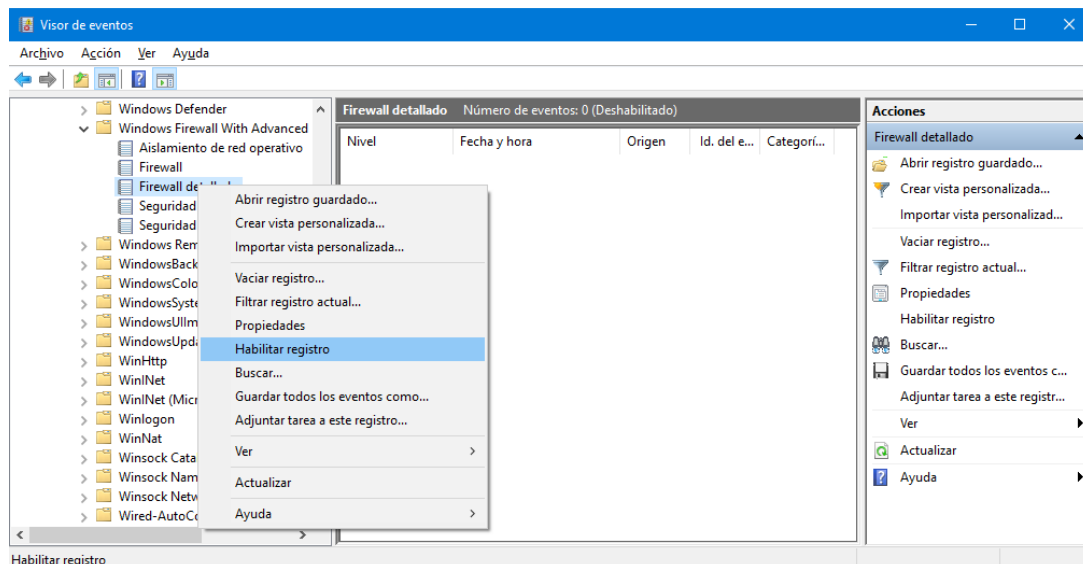 Visor de eventos
Archivo Acción Ver Ayuda
Windows Defender
Windows Firewall With Advanced
Aislamiento de red operativo
Firewall
Firewall
Seguridad
Seguridad
Windows Rem
WindowsBack
WindowsColo
WindowsSyste
WindowsUIIm
WindowsUpd
WinHttp
WinINet
WinINet (Micr
Winlogon
WinNat
Winsock Cata
Winsock Nam
Winsock Netw
Wired-AutoCo
Firewall detallado Número de eventos: 0 (Deshabilitado)
Nivel Fecha y hora Origen Id. del e... Categorí...
Abrir registro guardado...
Crear vista personalizada...
Importar vista personalizada...
Vaciar registro...
Filtrar registro actual...
Propiedades
Habilitar registro
Buscar...
Guardar todos los eventos como...
Adjuntar tarea a este registro...
Ver
Actualizar
Ayuda
Acciones
Firewall detallado
Abrir registro guardado...
Crear vista personalizada...
Importar vista personalizad...
Vaciar registro...
Filtrar registro actual...
Propiedades
Habilitar registro
Buscar...
Guardar todos los eventos c...
Adjuntar tarea a este registr...
Ver
Actualizar
Ayuda
Habilitar registro